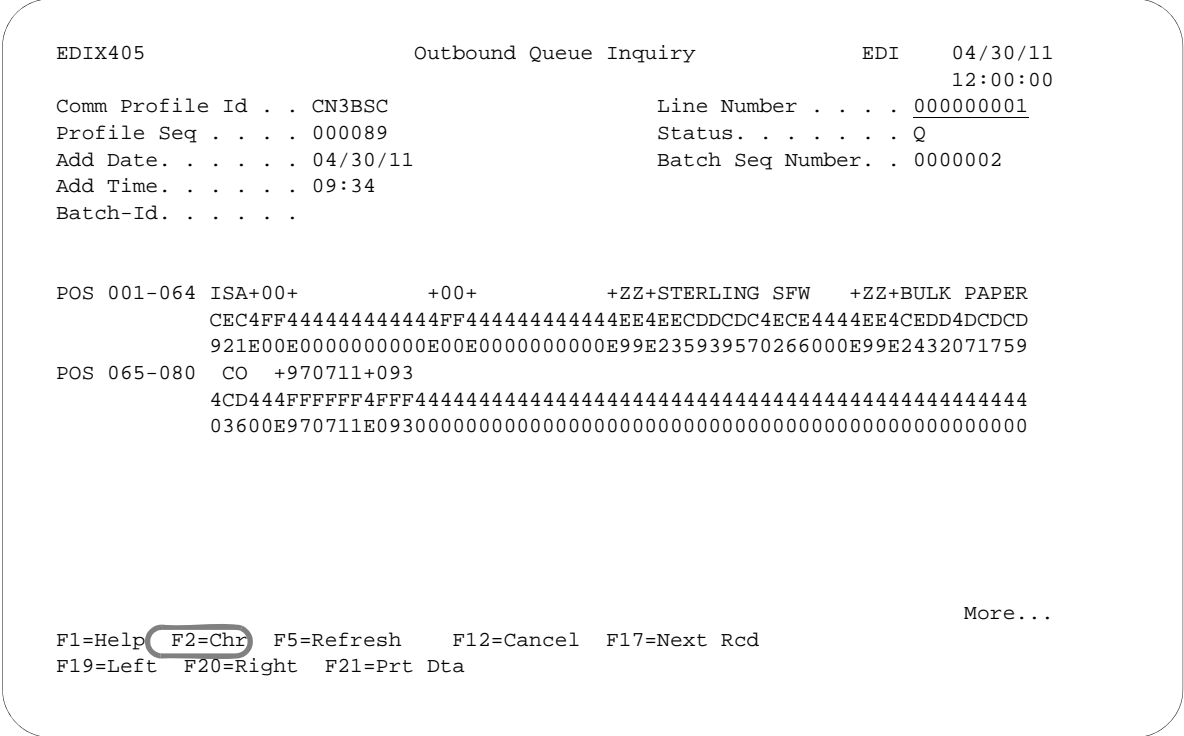 EDIX405 Outbound Queue Inquiry EDI 04/30/11
12:00:00
Comm Profile Id . . CN3BSC Line Number . . . . 000000001
Profile Seq . . . . 000089 Status. . . . . . . Q
Add Date. . . . . . 04/30/11 Batch Seq Number. . 0000002
Add Time. . . . . . 09:34
Batch-Id. . . . . .
POS 001-064 ISA+00+          +00+          +ZZ+STERLING SFW   +ZZ+BULK PAPER
CEC4FF444444444444FF444444444444EE4EECDDCDC4ECE4444EE4CEDD4DCDCD
921E00E0000000000E00E0000000000E99E235939570266000E99E2432071759
POS 065-080  CO  +970711+093
4CD444FFFFFF4FFF444444444444444444444444444444444444444444444444
03600E970711E093000000000000000000000000000000000000000000000000
More...
F1=Help F2=Chr F5=Refresh F12=Cancel F17=Next Rcd
F19=Left F20=Right F21=Prt Dta